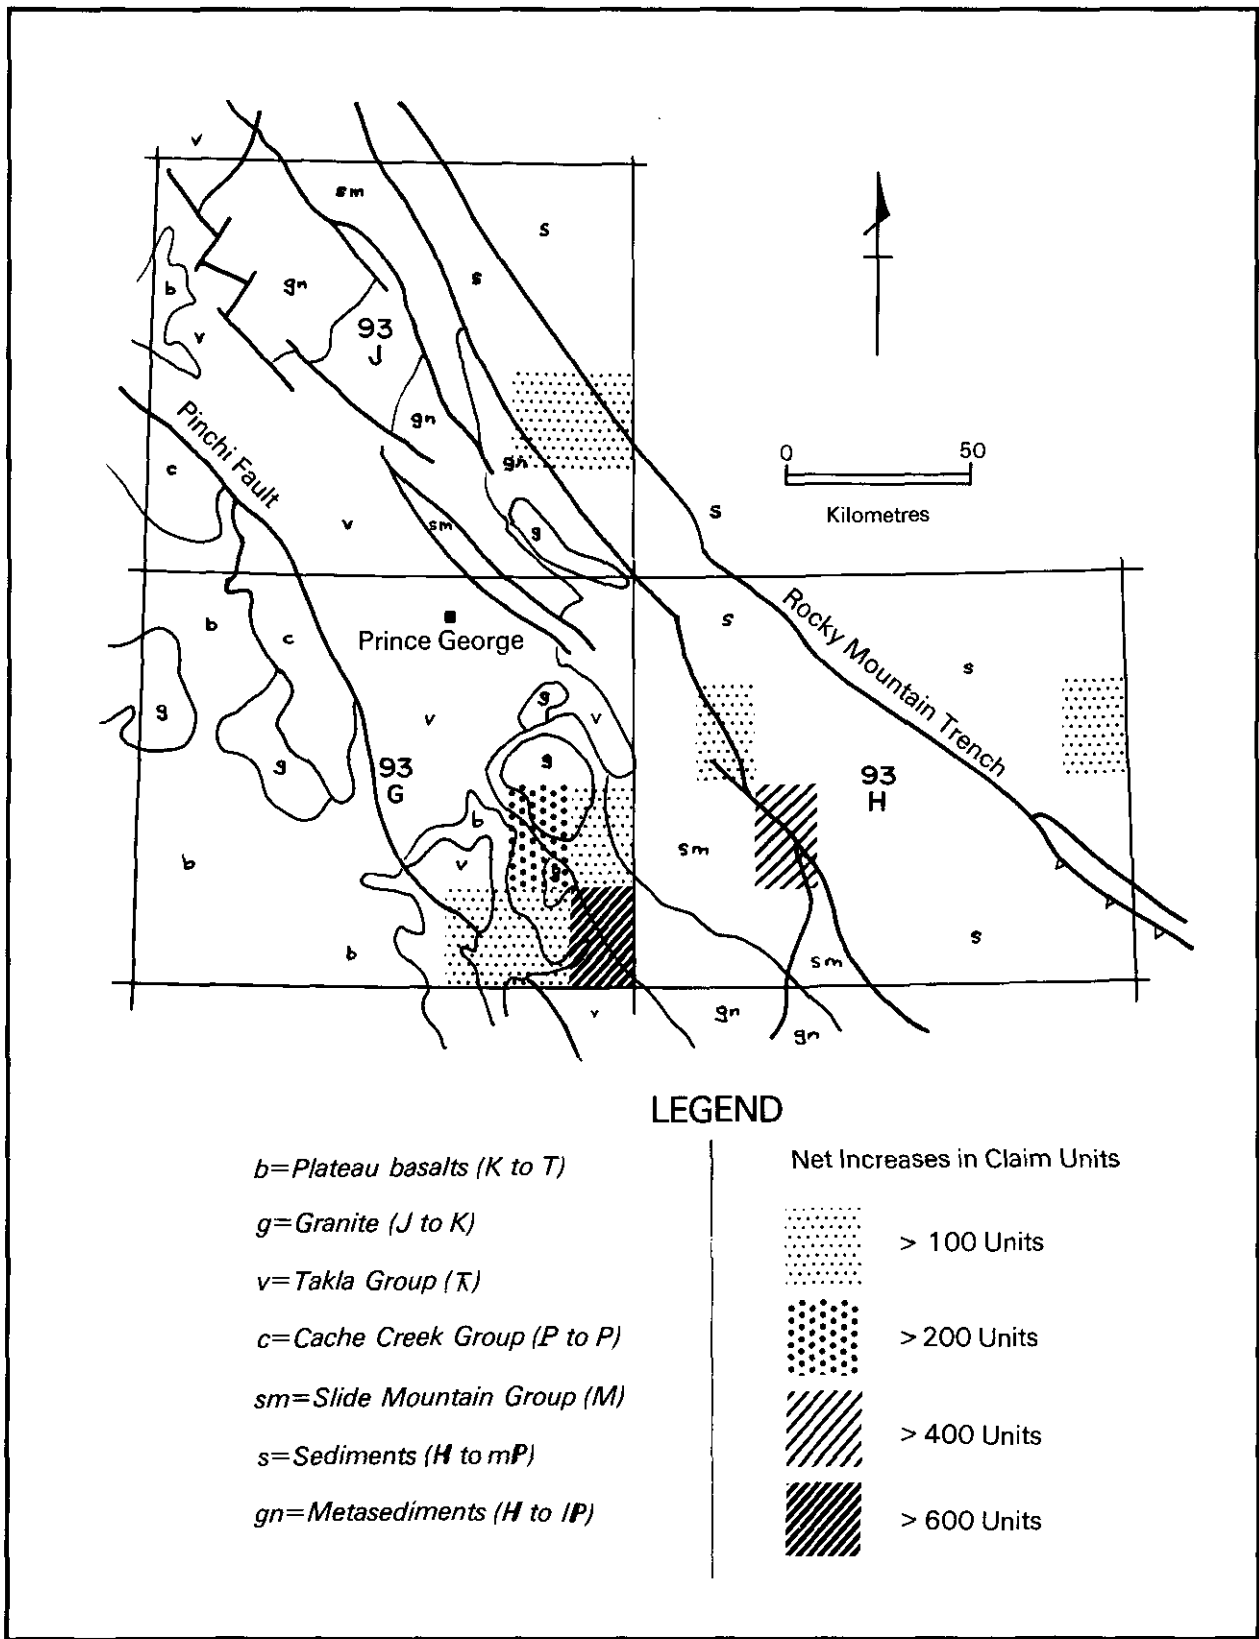 v
sm
s
s
b
gn
v
93
J
gn
Pinchi Fault
c
gn
v
sm
g
s
0 50
Kilometres
b
c
Prince George
s
Rocky Mountain Trench
s
g
g
v
v
g
g
93
G
93
H
b
b
v
sm
g
b
s
sm
v
gn
gn
LEGEND
b=Plateau basalts (K to T)
g=Granite (J to K)
v=Takla Group (Ŧ)
c=Cache Creek Group (P to P)
sm=Slide Mountain Group (M)
s=Sediments (H to mP)
gn=Metasediments (H to lP)
Net Increases in Claim Units
> 100 Units
> 200 Units
> 400 Units
> 600 Units